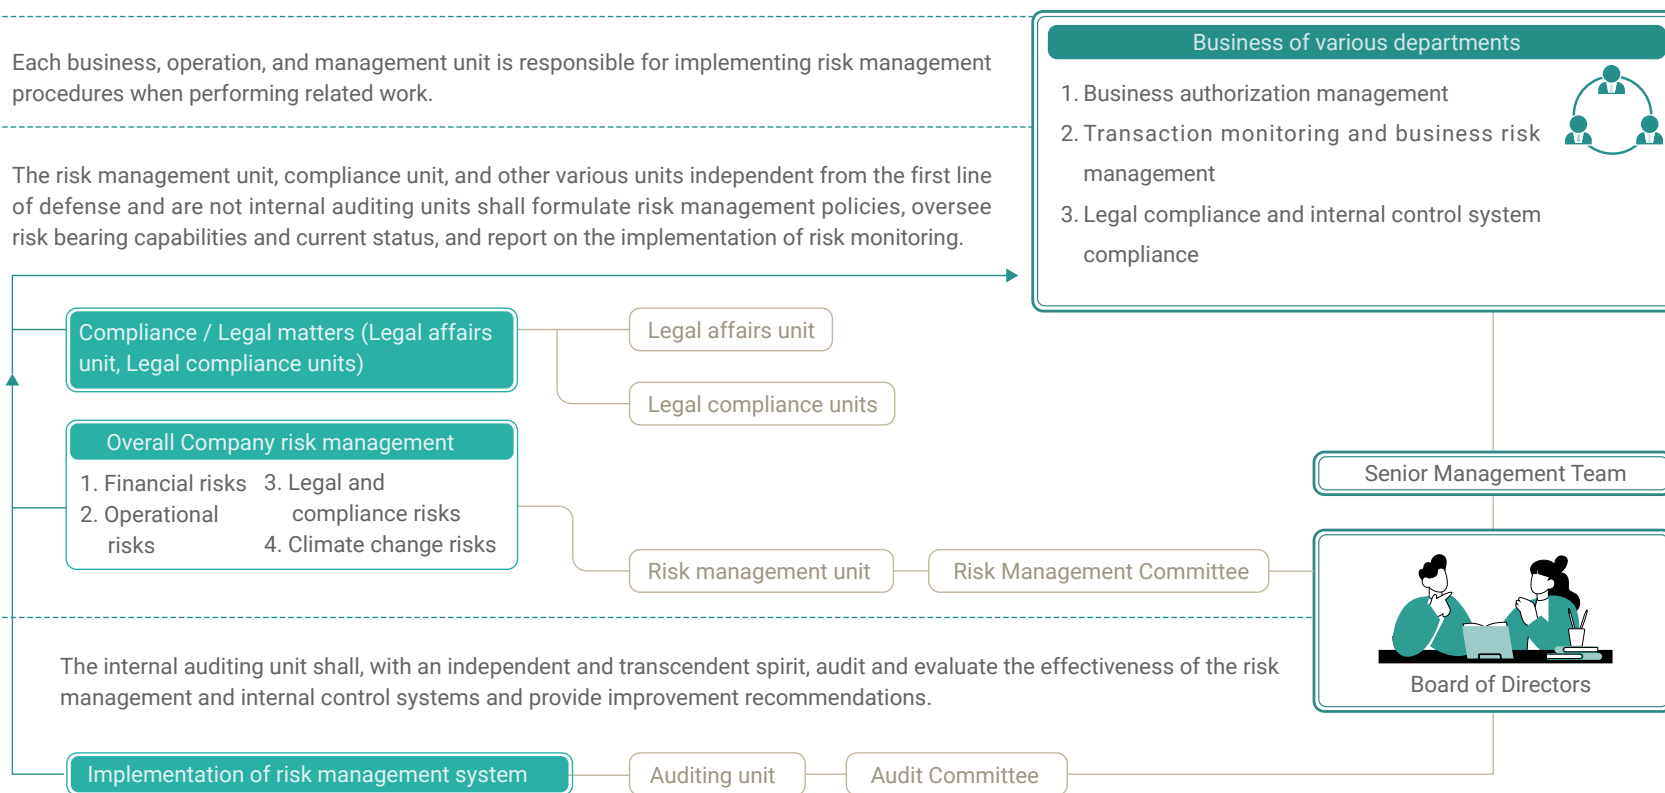 Each business, operation, and management unit is responsible for implementing risk management
procedures when performing related work.
Business of various departments
1. Business authorization management
2. Transaction monitoring and business risk
management
3. Legal compliance and internal control system
compliance
The risk management unit, compliance unit, and other various units independent from the first line
of defense and are not internal auditing units shall formulate risk management policies, oversee
risk bearing capabilities and current status, and report on the implementation of risk monitoring.
Compliance / Legal matters (Legal affairs
unit, Legal compliance units)
Legal affairs unit
Legal compliance units
Overall Company risk management
1. Financial risks
2. Operational
risks
3. Legal and
compliance risks
4. Climate change risks
Risk management unit
Risk Management Committee
Senior Management Team
Board of Directors
The internal auditing unit shall, with an independent and transcendent spirit, audit and evaluate the effectiveness of the risk
management and internal control systems and provide improvement recommendations.
Implementation of risk management system
Auditing unit
Audit Committee